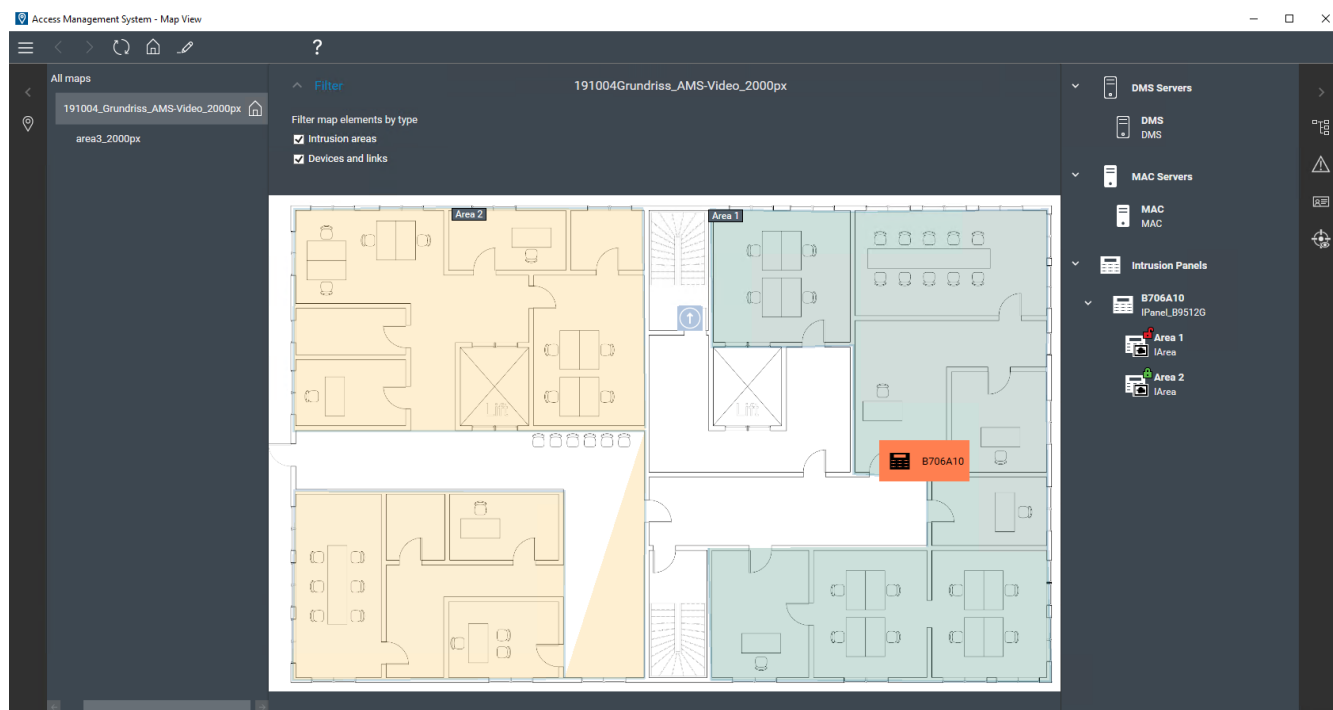 Access Management System - Map View
?
All maps
191004_Grundriss_AMS-Video_2000px
area3_2000px
Filter
191004Grundriss_AMS-Video_2000px
Filter map elements by type
Intrusion areas
Devices and links
Area 2
Area 1
Lift
Lift
B706A10
DMS Servers
DMS
DMS
MAC Servers
MAC
MAC
Intrusion Panels
B706A10
IPanel_B9512G
Area 1
IArea
Area 2
IArea